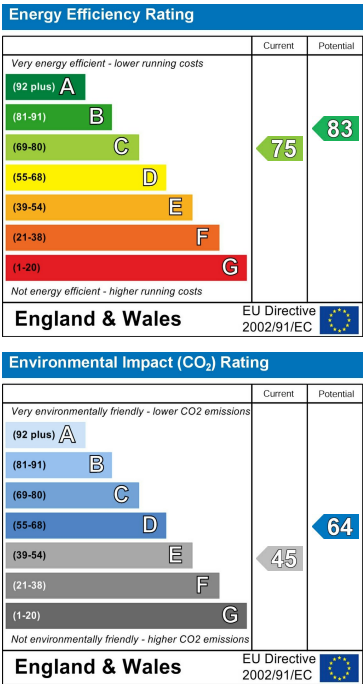 Energy Efficiency Rating
Current Potential
Very energy efficient - lower running costs
(92 plus) A
(81-91) B
(69-80) C
(55-68) D
(39-54) E
(21-38) F
(1-20) G
75
83
Not energy efficient - higher running costs
England & Wales
EU Directive
2002/91/EC
Environmental Impact (CO₂) Rating
Current Potential
Very environmentally friendly - lower CO2 emissions
(92 plus) A
(81-91) B
(69-80) C
(55-68) D
(39-54) E
(21-38) F
(1-20) G
45
64
Not environmentally friendly - higher CO2 emissions
England & Wales
EU Directive
2002/91/EC